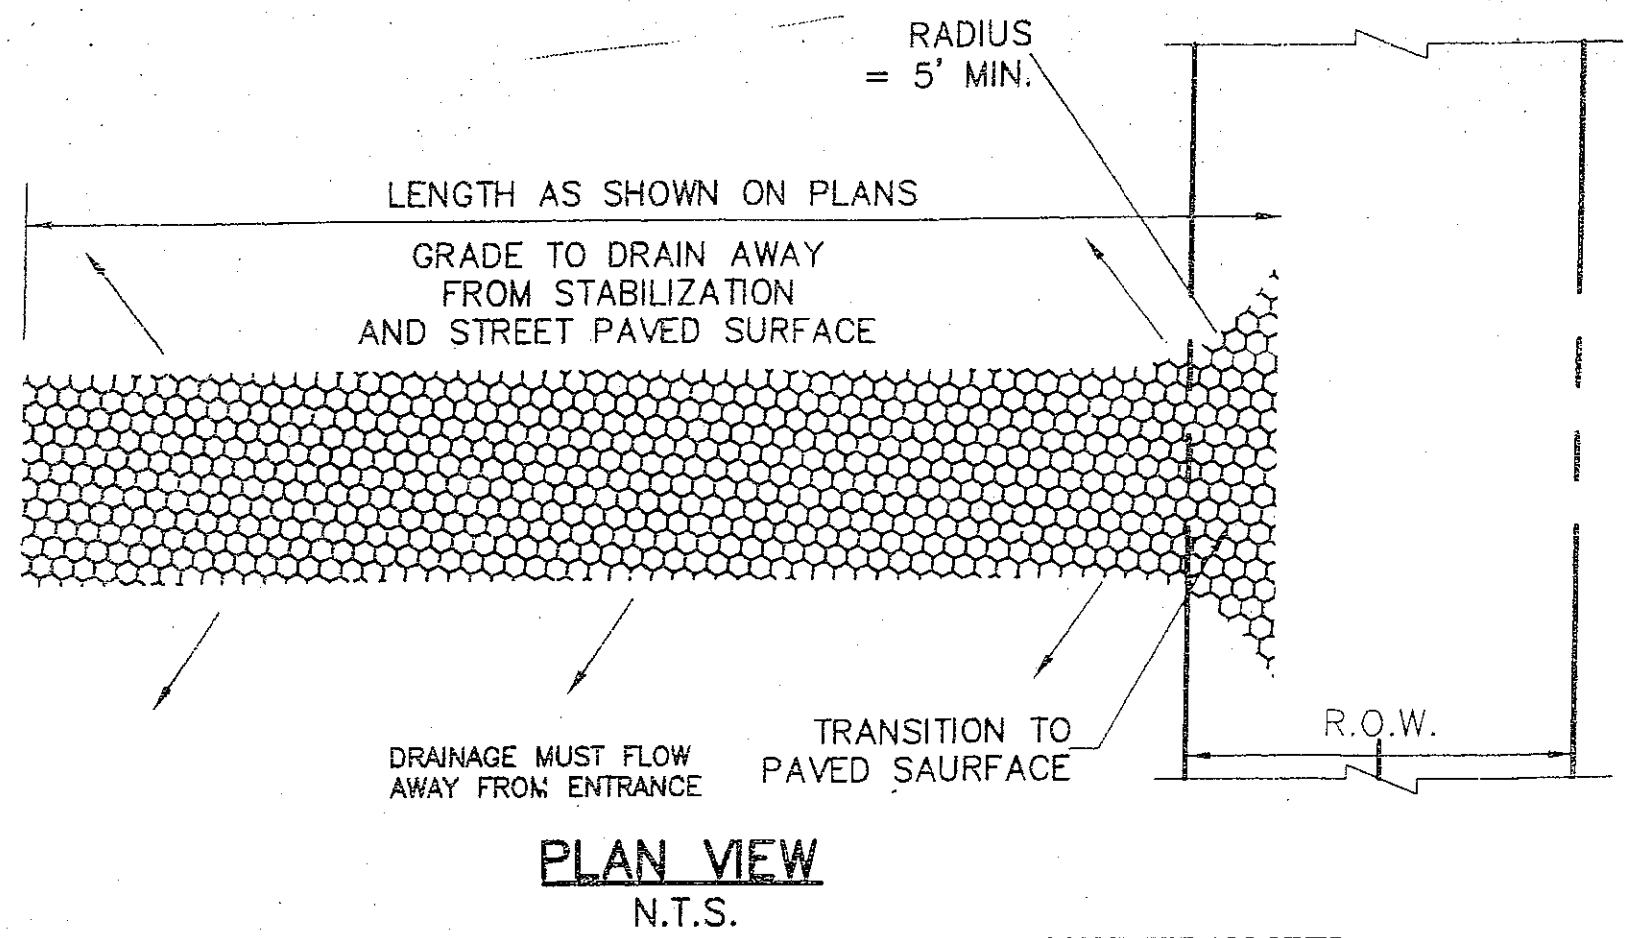 RADIUS
= 5' MIN.
LENGTH AS SHOWN ON PLANS
GRADE TO DRAIN AWAY
FROM STABILIZATION
AND STREET PAVED SURFACE
TRANSITION TO
PAVED SAURFACE
R.O.W.
DRAINAGE MUST FLOW
AWAY FROM ENTRANCE
PLAN VIEW
N.T.S.